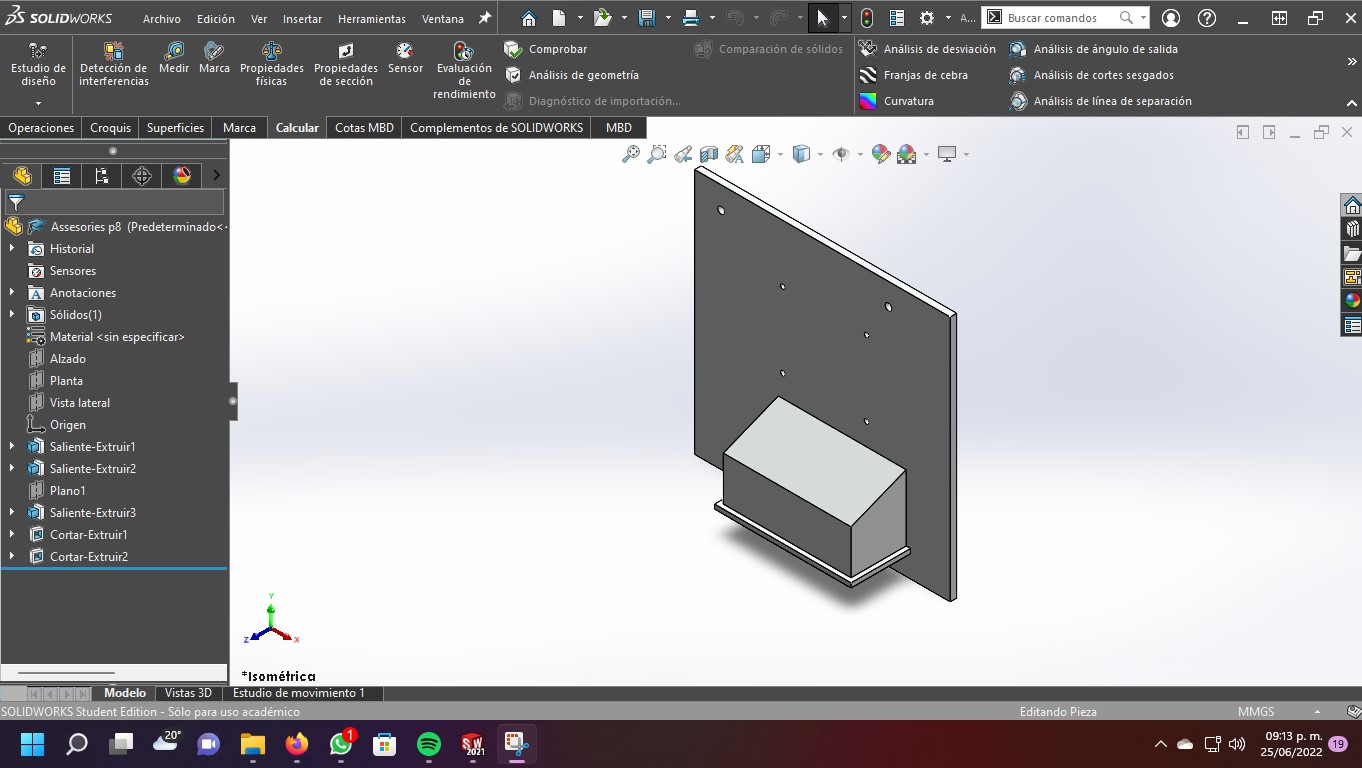 SOLIDWORKS
Archivo Edición Ver Insertar Herramientas Ventana
A...
Buscar comandos
Estudio de diseño
Detección de interferencias
Medir
Marca
Propiedades físicas
Propiedades de sección
Sensor
Evaluación de rendimiento
Comprobar
Análisis de geometría
Diagnóstico de importación...
Comparación de sólidos
Análisis de desviación
Franjas de cebra
Curvatura
Análisis de ángulo de salida
Análisis de cortes sesgados
Análisis de línea de separación
Operaciones Croquis Superficies Marca Calcular Cotas MBD Complementos de SOLIDWORKS MBD
Assesories p8 (Predeterminado<
Historial
Sensores
Anotaciones
Sólidos(1)
Material <sin especificar>
Alzado
Planta
Vista lateral
Origen
Saliente-Extruir1
Saliente-Extruir2
Plano1
Saliente-Extruir3
Cortar-Extruir1
Cortar-Extruir2
Y
Z
X
*Isométrica
Modelo Vistas 3D Estudio de movimiento 1
SOLIDWORKS Student Edition - Sólo para uso académico
Editando Pieza
MMGS
20°
1
SW
2021
09:13 p. m.
25/06/2022
19